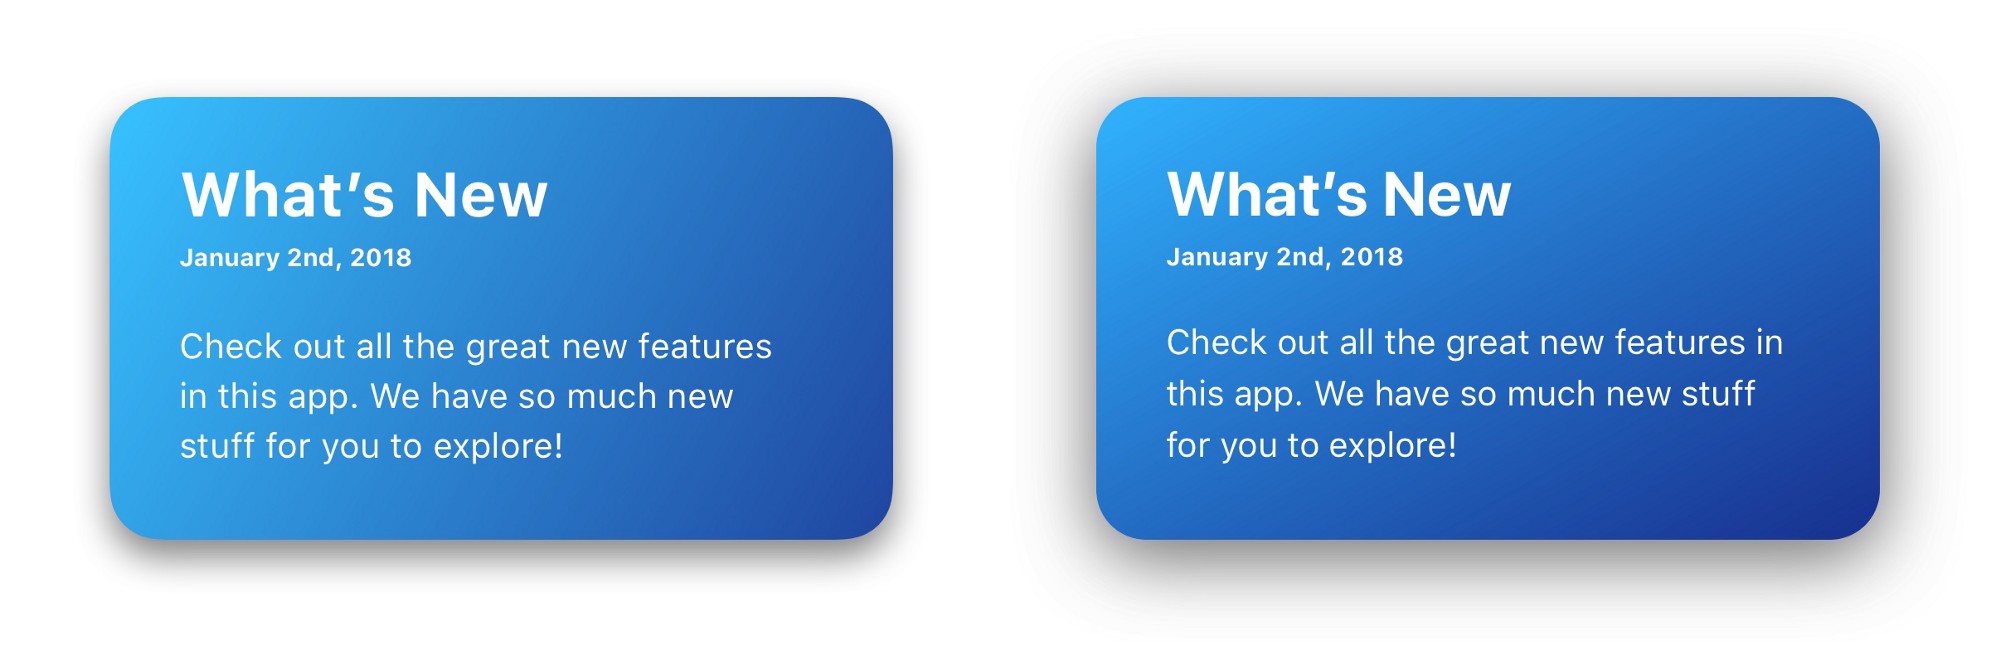 What’s New
January 2nd, 2018
Check out all the great new features
in this app. We have so much new
stuff for you to explore!
What’s New
January 2nd, 2018
Check out all the great new features in
this app. We have so much new stuff
for you to explore!